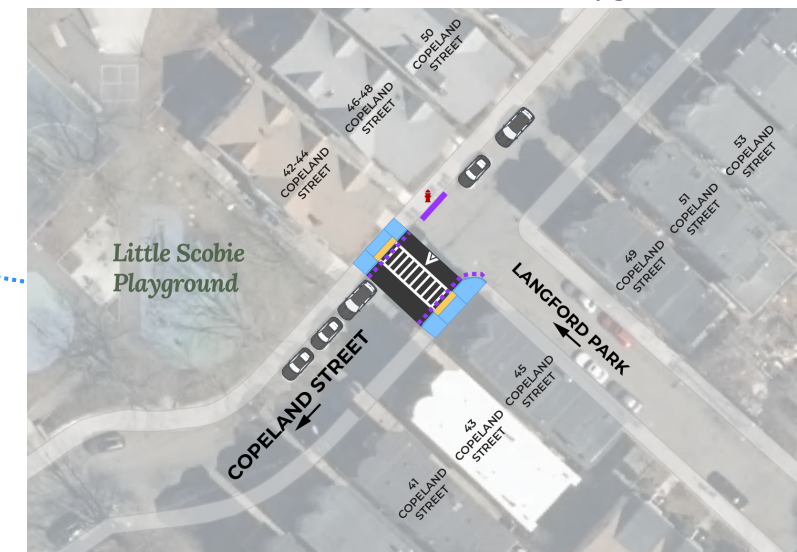 50
COPELAND
STREET
46-48
COPELAND
STREET
42-44
COPELAND
STREET
53
COPELAND
STREET
51
COPELAND
STREET
49
COPELAND
STREET
Little Scobie
Playground
LANGFORD PARK
COPELAND STREET
45
COPELAND
STREET
43
COPELAND
STREET
41
COPELAND
STREET